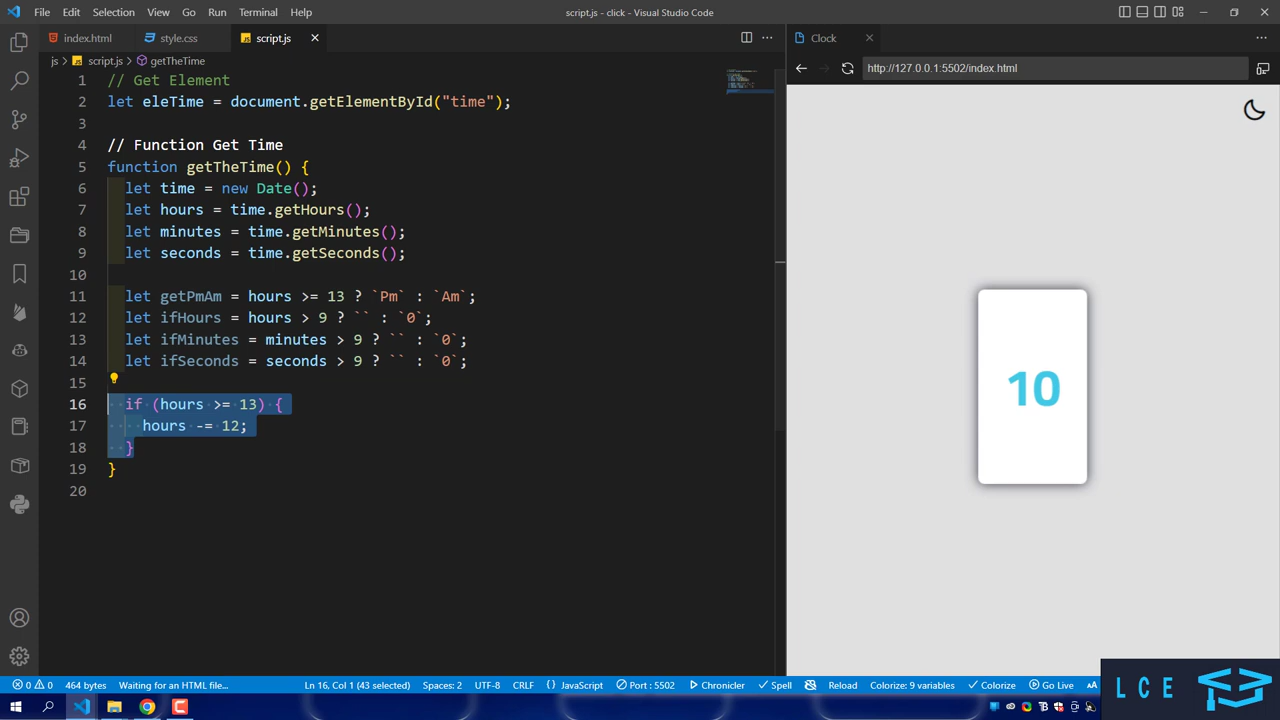 File Edit Selection View Go Run Terminal Help script.js - click - Visual Studio Code
index.html style.css script.js
js script.js getTheTime
1 // Get Element
2 let eleTime = document.getElementById("time");
3
4 // Function Get Time
5 function getTheTime() {
6 let time = new Date();
7 let hours = time.getHours();
8 let minutes = time.getMinutes();
9 let seconds = time.getSeconds();
10
11 let getPmAm = hours >= 13 ? `Pm` : `Am`;
12 let ifHours = hours > 9 ? `` : `0`;
13 let ifMinutes = minutes > 9 ? `` : `0`;
14 let ifSeconds = seconds > 9 ? `` : `0`;
15
16 if (hours >= 13) {
17 hours -= 12;
18 }
19 }
20
Clock
http://127.0.0.1:5502/index.html
10
0 0 464 bytes Waiting for an HTML file... Ln 16, Col 1 (43 selected) Spaces: 2 UTF-8 CRLF {} JavaScript Port : 5502 Chronicler Spell Reload Colorize: 9 variables Colorize Go Live AA
LCE